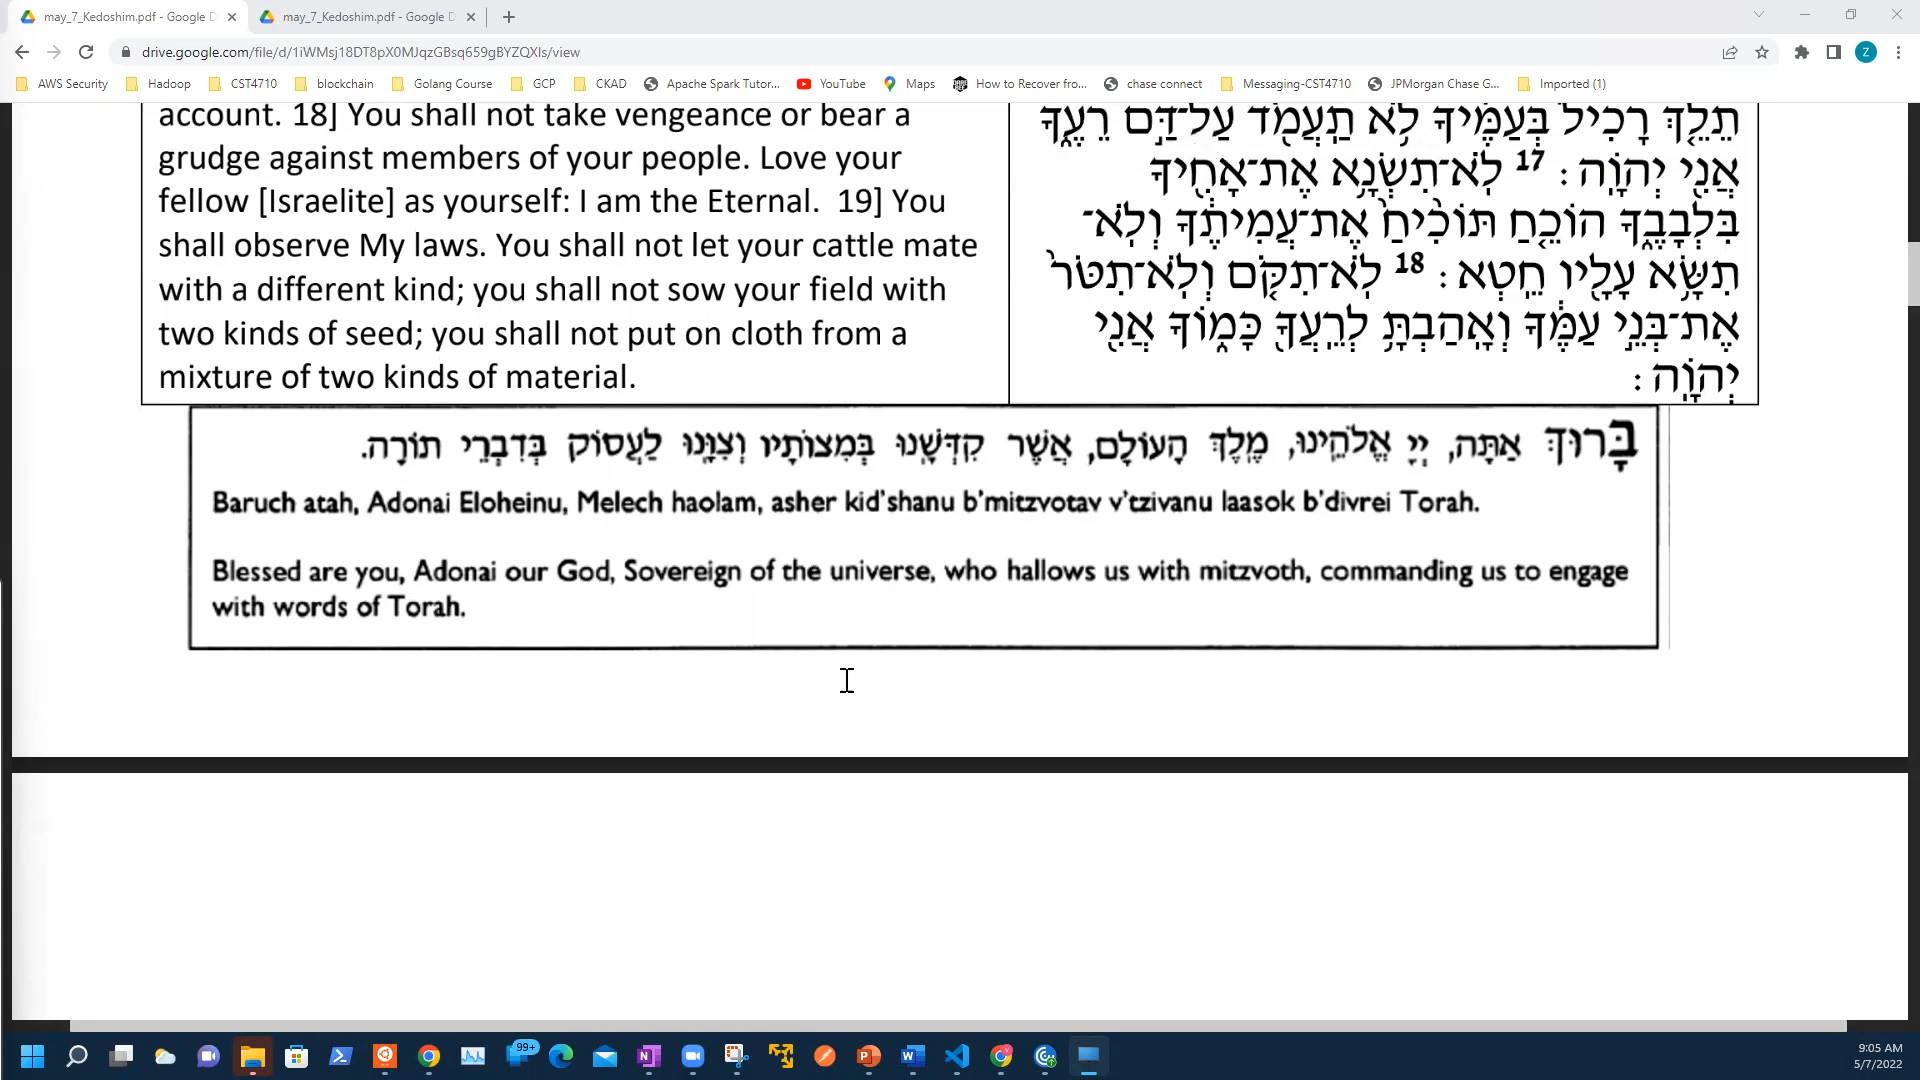 may_7_Kedoshim.pdf - Google D
may_7_Kedoshim.pdf - Google D
drive.google.com/file/d/1iWMsj18DT8pX0MJqzGBsq659gBYZQXls/view
Z
AWS Security
Hadoop
CST4710
blockchain
Golang Course
GCP
CKAD
Apache Spark Tutor...
YouTube
Maps
How to Recover fro...
chase connect
Messaging-CST4710
JPMorgan Chase G...
Imported (1)
account. 18] You shall not take vengeance or bear a
grudge against members of your people. Love your
fellow [Israelite] as yourself: I am the Eternal. 19] You
shall observe My laws. You shall not let your cattle mate
with a different kind; you shall not sow your field with
two kinds of seed; you shall not put on cloth from a
mixture of two kinds of material.
תֵלֵ֤ךְ רָכִיל֙ בְּעַמֶּ֔יךָ לֹ֥א תַעֲמֹ֖ד עַל־דַּ֣ם רֵעֶ֑ךָ
אֲנִ֖י יְהוָֽה׃ 17 לֹֽא־תִשְׂנָ֥א אֶת־אָחִ֖יךָ
בִּלְבָבֶ֑ךָ הוֹכֵ֤חַ תּוֹכִ֙יחַ֙ אֶת־עֲמִיתֶ֔ךָ וְלֹֽא־
תִשָּׂ֥א עָלָ֖יו חֵֽטְא׃ 18 לֹֽא־תִקֹּ֤ם וְלֹֽא־תִטֹּר֙
אֶת־בְּנֵ֣י עַמֶּ֔ךָ וְאָֽהַבְתָּ֥ לְרֵעֲךָ֖ כָּמ֑וֹךָ אֲנִ֖י
יְהוָֽה׃
בָּרוּךְ אַתָּה, יְיָ אֱלֹהֵֽינוּ, מֶֽלֶךְ הָעוֹלָם, אֲשֶׁר קִדְּשָֽׁנוּ בְּמִצוֹתָיו וְצִוָּֽנוּ לַעֲסוֹק בְּדִבְרֵי תוֹרָה.
Baruch atah, Adonai Eloheinu, Melech haolam, asher kid'shanu b'mitzvotav v'tzivanu laasok b'divrei Torah.
Blessed are you, Adonai our God, Sovereign of the universe, who hallows us with mitzvoth, commanding us to engage
with words of Torah.
99+
9:05 AM
5/7/2022